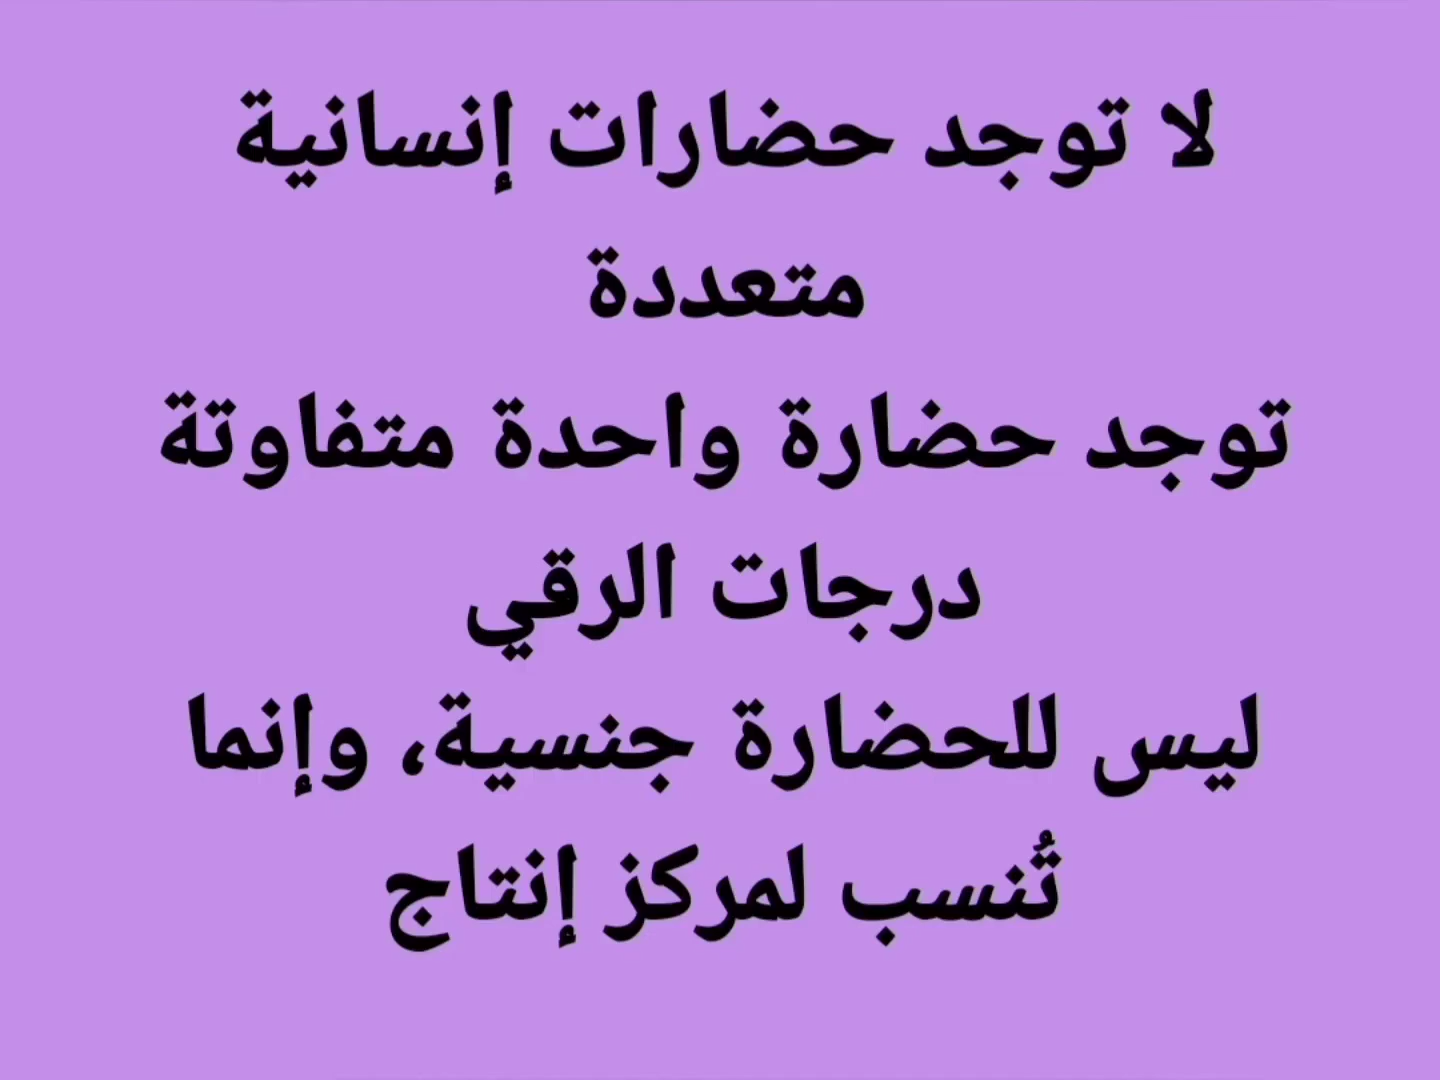 لا توجد حضارات إنسانية
متعددة
توجد حضارة واحدة متفاوتة
درجات الرقي
ليس للحضارة جنسية، وإنما
تُنسب لمركز إنتاج